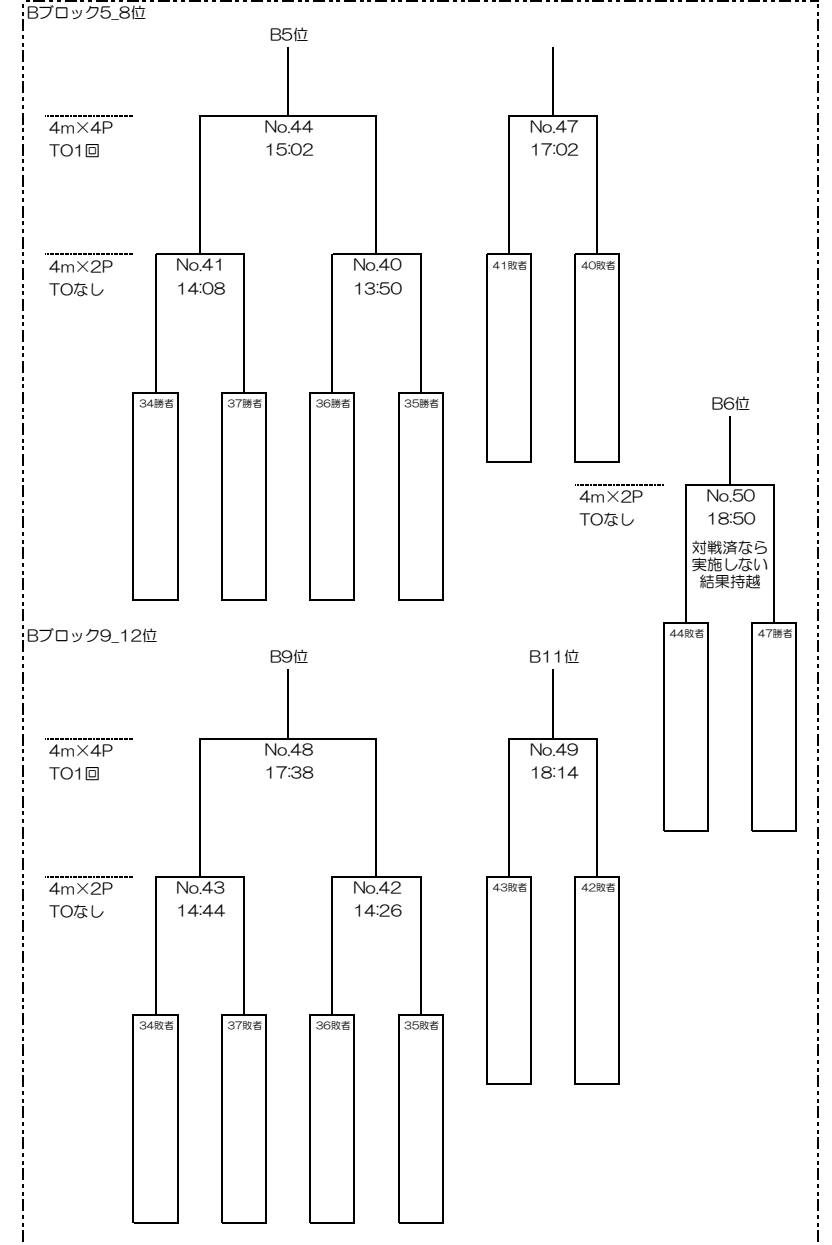 Bブロック5_8位
B5位
4m×4P
TO1回
No.44
15:02
No.47
17:02
4m×2P
TOなし
No.41
14:08
No.40
13:50
41敗者
40敗者
34勝者
37勝者
36勝者
35勝者
B6位
4m×2P
TOなし
No.50
18:50
対戦済なら
実施しない
結果持越
44敗者
47勝者
Bブロック9_12位
B9位
B11位
4m×4P
TO1回
No.48
17:38
No.49
18:14
4m×2P
TOなし
No.43
14:44
No.42
14:26
43敗者
42敗者
34敗者
37敗者
36敗者
35敗者